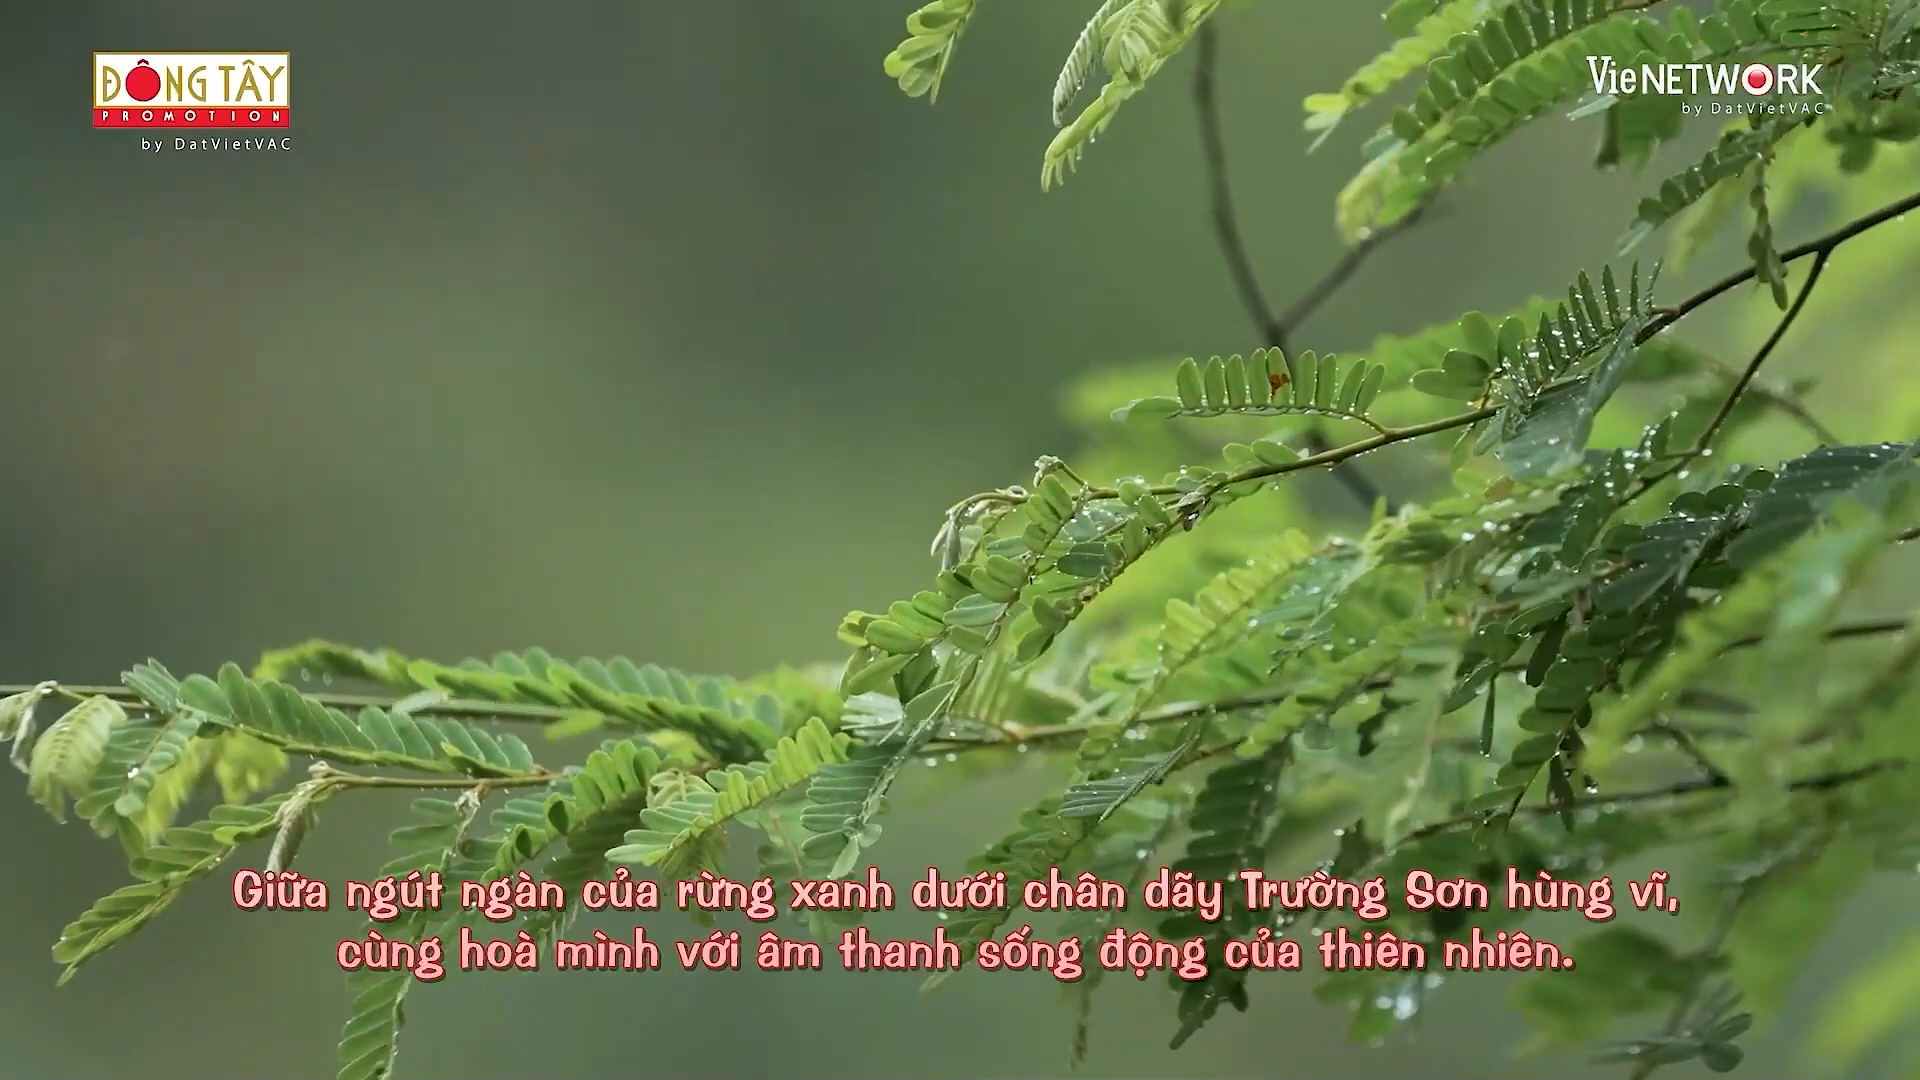 ĐÔNG TÂY
PROMOTION
by DatVietVAC
VieNETWORK
by DatVietVAC
Giữa ngút ngàn của rừng xanh dưới chân dãy Trường Sơn hùng vĩ,
cùng hoà mình với âm thanh sống động của thiên nhiên.